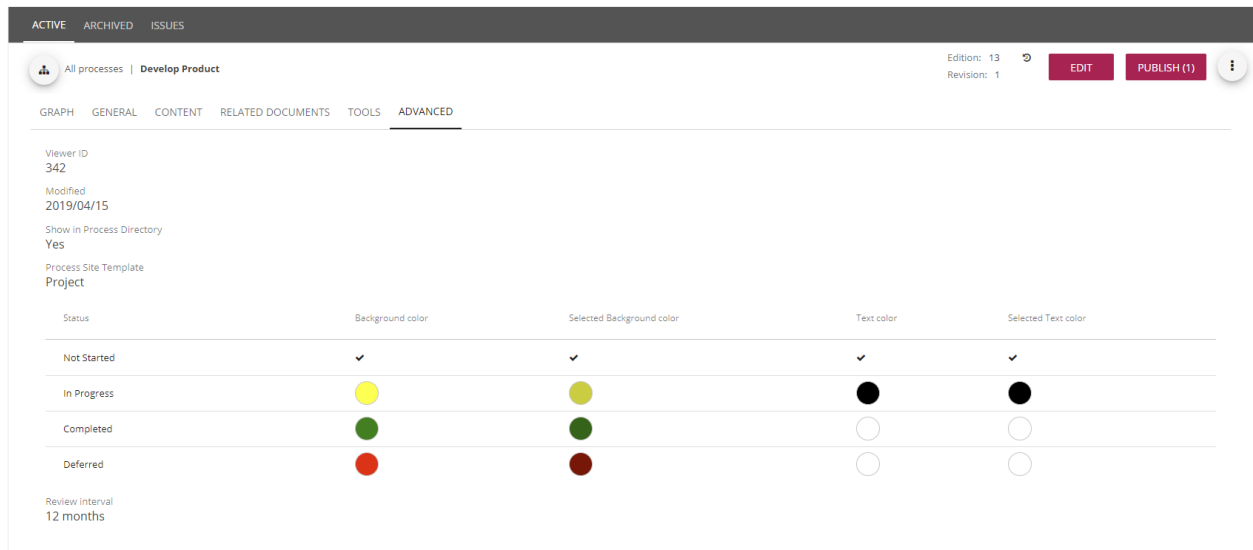 ACTIVE ARCHIVED ISSUES
All processes | Develop Product
Edition: 13
Revision: 1
EDIT
PUBLISH (1)
GRAPH GENERAL CONTENT RELATED DOCUMENTS TOOLS ADVANCED
Viewer ID
342
Modified
2019/04/15
Show in Process Directory
Yes
Process Site Template
Project
Status Background color Selected Background color Text color Selected Text color
Not Started
In Progress
Completed
Deferred
Review interval
12 months